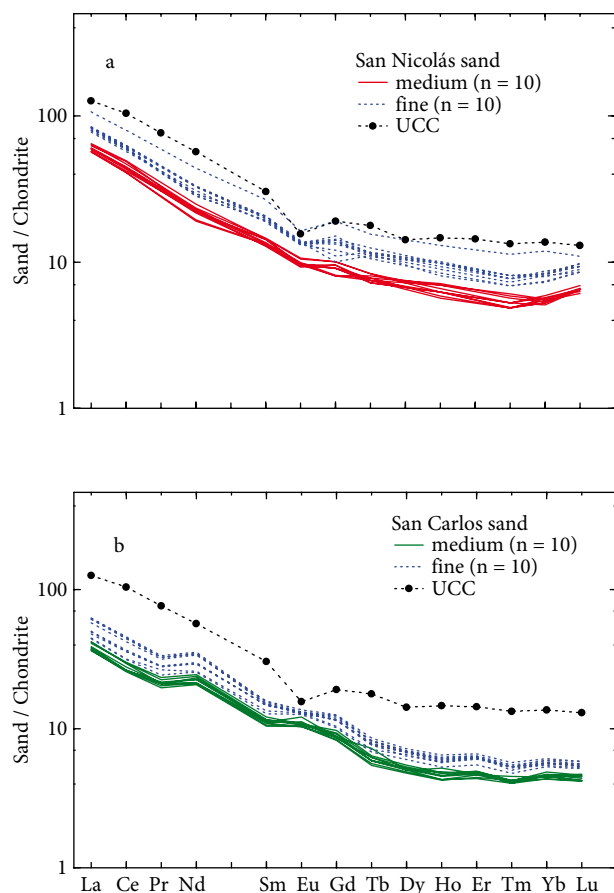 a
San Nicolás sand
medium (n = 10)
fine (n = 10)
UCC
100
10
1
Sand / Chondrite
b
San Carlos sand
medium (n = 10)
fine (n = 10)
UCC
100
10
1
Sand / Chondrite
La Ce Pr Nd Sm Eu Gd Tb Dy Ho Er Tm Yb Lu